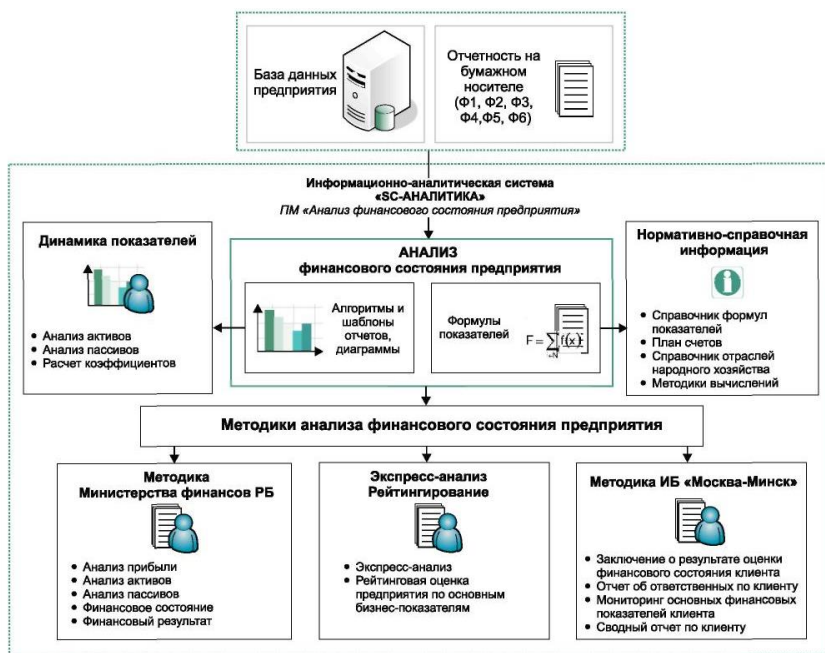 База данных
предприятия
Отчетность на
бумажном
носителе
(Ф1, Ф2, Ф3,
Ф4,Ф5, Ф6)
Информационно-аналитическая система
«SC-АНАЛИТИКА»
ПМ «Анализ финансового состояния предприятия»
Динамика показателей
• Анализ активов
• Анализ пассивов
• Расчет коэффициентов
АНАЛИЗ
финансового состояния предприятия
Алгоритмы и
шаблоны
отчетов,
диаграммы
Формулы
показателей
F = ∑ f(x)
i→N
Нормативно-справочная
информация
i
• Справочник формул
показателей
• План счетов
• Справочник отраслей
народного хозяйства
• Методики вычислений
Методики анализа финансового состояния предприятия
Методика
Министерства финансов РБ
• Анализ прибыли
• Анализ активов
• Анализ пассивов
• Финансовое состояние
• Финансовый результат
Экспресс-анализ
Рейтингирование
• Экспресс-анализ
• Рейтинговая оценка
предприятия по основным
бизнес-показателям
Методика ИБ «Москва-Минск»
• Заключение о результате оценки
финансового состояния клиента
• Отчет об ответственных по клиенту
• Мониторинг основных финансовых
показателей клиента
• Сводный отчет по клиенту